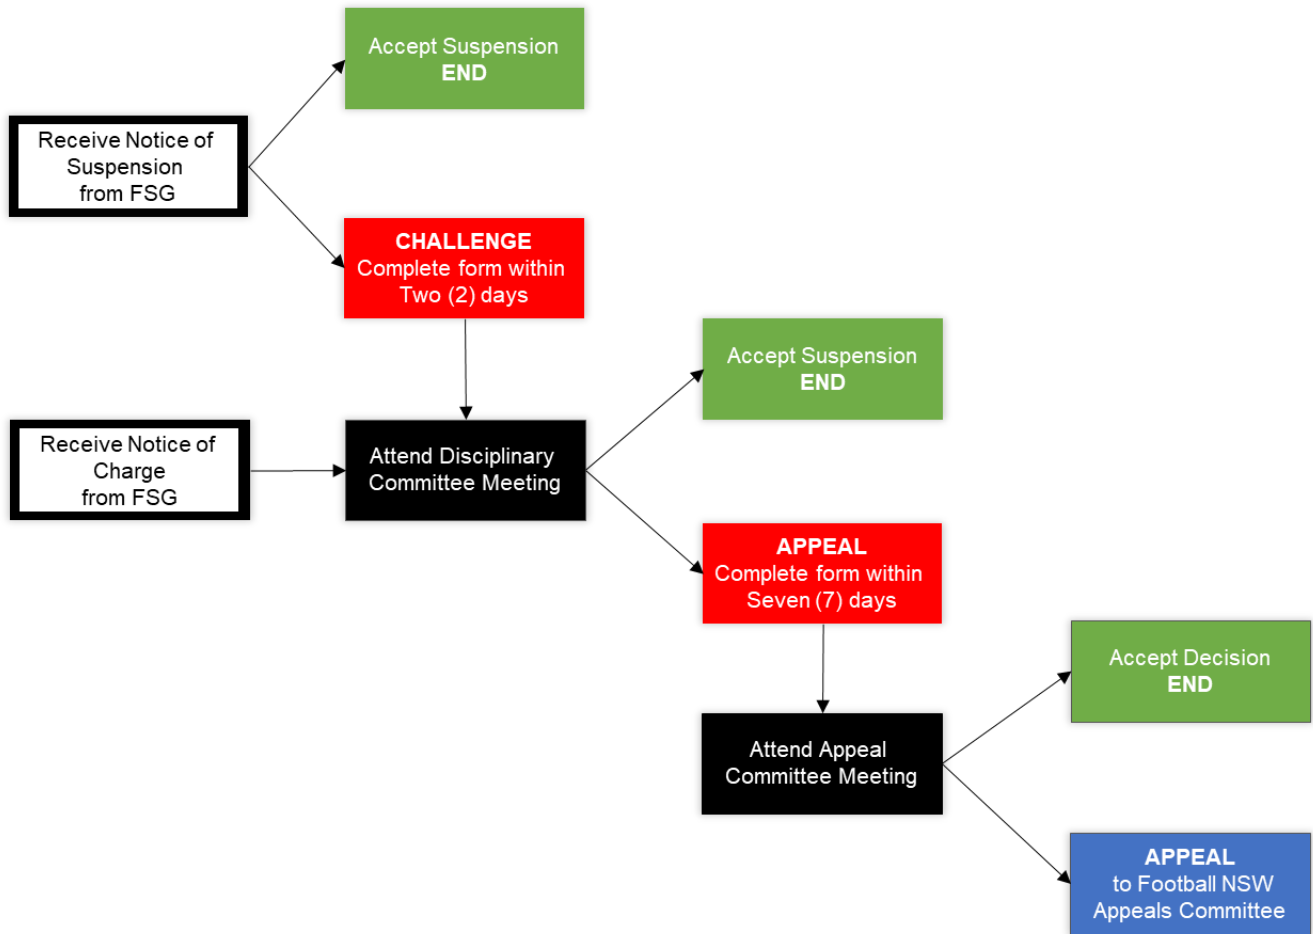 Accept Suspension
END
Receive Notice of
Suspension
from FSG
CHALLENGE
Complete form within
Two (2) days
Accept Suspension
END
Receive Notice of
Charge
from FSG
Attend Disciplinary
Committee Meeting
APPEAL
Complete form within
Seven (7) days
Accept Decision
END
Attend Appeal
Committee Meeting
APPEAL
to Football NSW
Appeals Committee